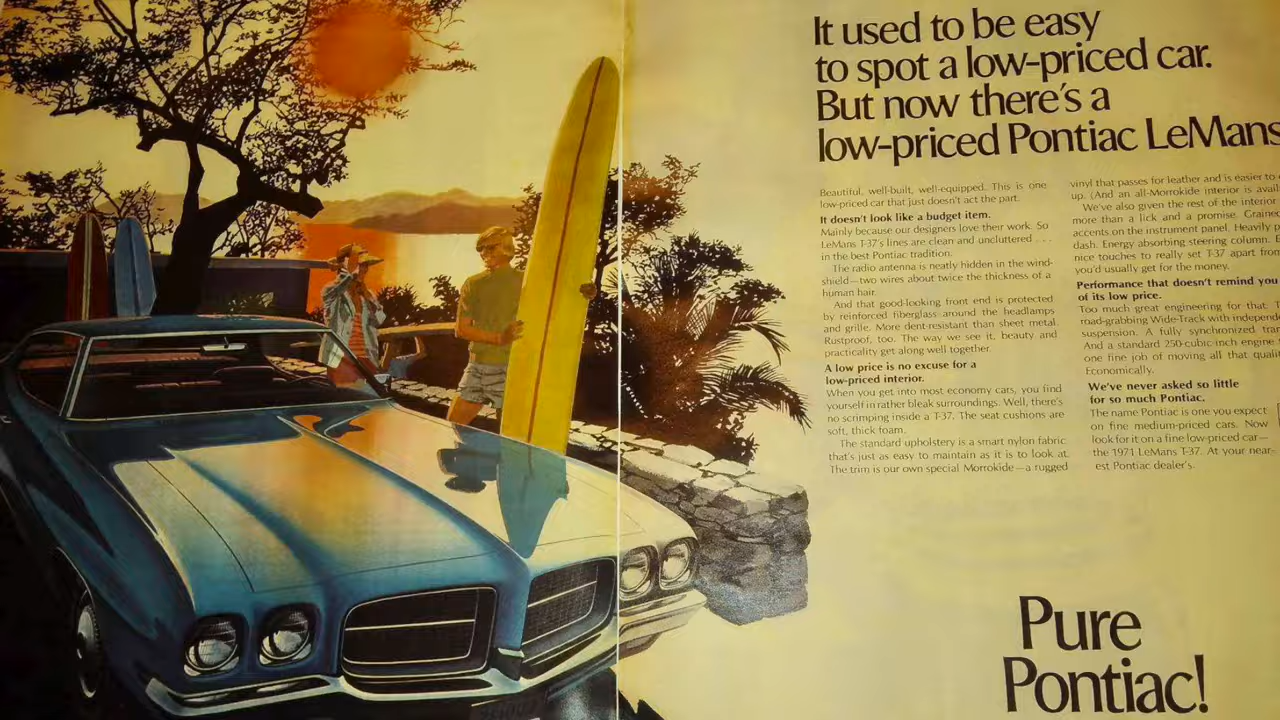 It used to be easy
to spot a low-priced car.
But now there's a
low-priced Pontiac LeMans
Beautiful, well-built, well-equipped. This is one
low-priced car that just doesn't act the part.
It doesn't look like a budget item.
Mainly because our designers love their work. So
LeMans T-37's lines are clean and uncluttered . . .
in the best Pontiac tradition.
The radio antenna is neatly hidden in the wind-
shield—two wires about twice the thickness of a
human hair.
And that good-looking front end is protected
by reinforced fiberglass around the headlamps
and grille. More dent-resistant than sheet metal.
Rustproof, too. The way we see it, beauty and
practicality get along well together.
A low price is no excuse for a
low-priced interior.
When you get into most economy cars, you find
yourself in rather bleak surroundings. Well, there's
no scrimping inside a T-37. The seat cushions are
soft, thick foam.
The standard upholstery is a smart nylon fabric
that's just as easy to maintain as it is to look at.
The trim is our own special Morrokide—a rugged
vinyl that passes for leather and is easier to
up. (And an all-Morrokide interior is
We've also given the rest of the interior
more than a lick and a promise.
accents on the instrument panel. Heavily
dash. Energy absorbing steering column.
nice touches to really set T-37 apart
you'd usually get for the money.
Performance that doesn't remind you
of its low price.
Too much great engineering for that.
road-grabbing Wide-Track with
suspension. A fully synchronized
And a standard 250-cubic-inch engine
one fine job of moving all that
Economically.
We've never asked so little
for so much Pontiac.
The name Pontiac is one you expect
on fine medium-priced cars. Now
look for it on a fine low-priced car—
the 1971 LeMans T-37. At your near-
est Pontiac dealer's.
Pure
Pontiac!